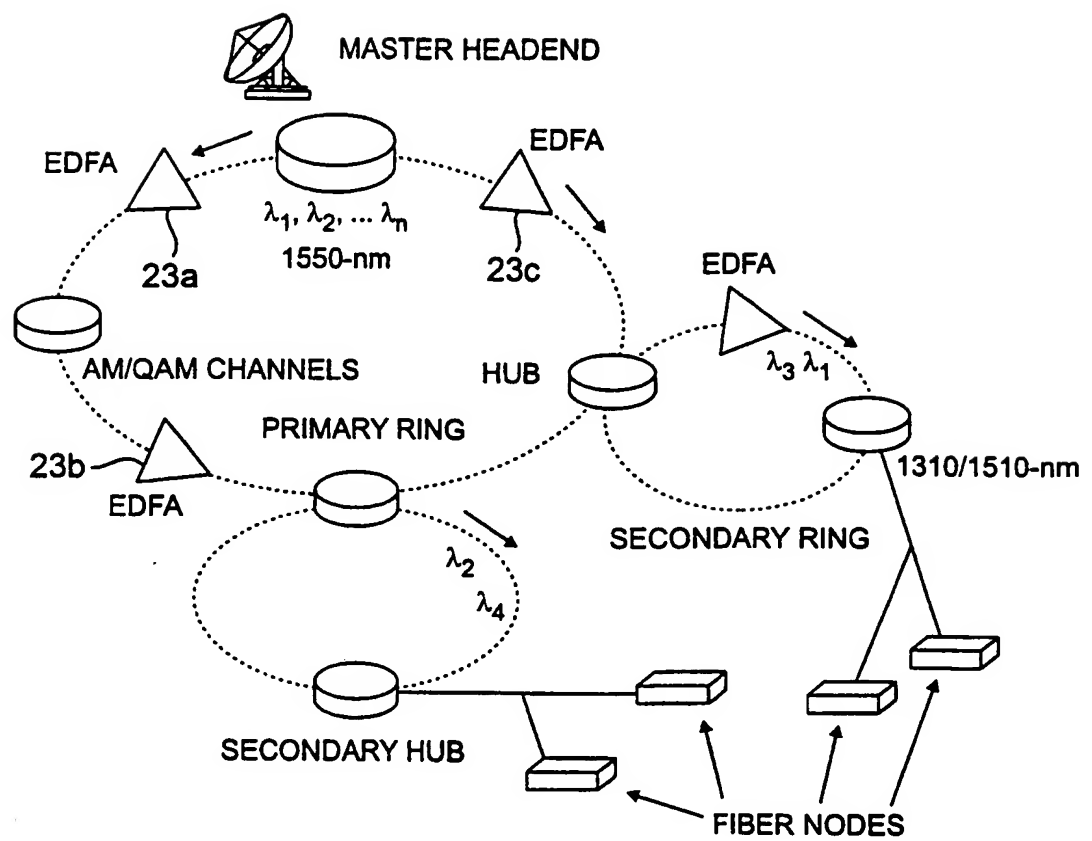 MASTER HEADEND
EDFA
EDFA
λ1, λ2, ... λn
1550-nm
23a
23c
EDFA
λ3 λ1
AM/QAM CHANNELS
HUB
PRIMARY RING
23b
EDFA
1310/1510-nm
SECONDARY RING
λ2
λ4
SECONDARY HUB
FIBER NODES